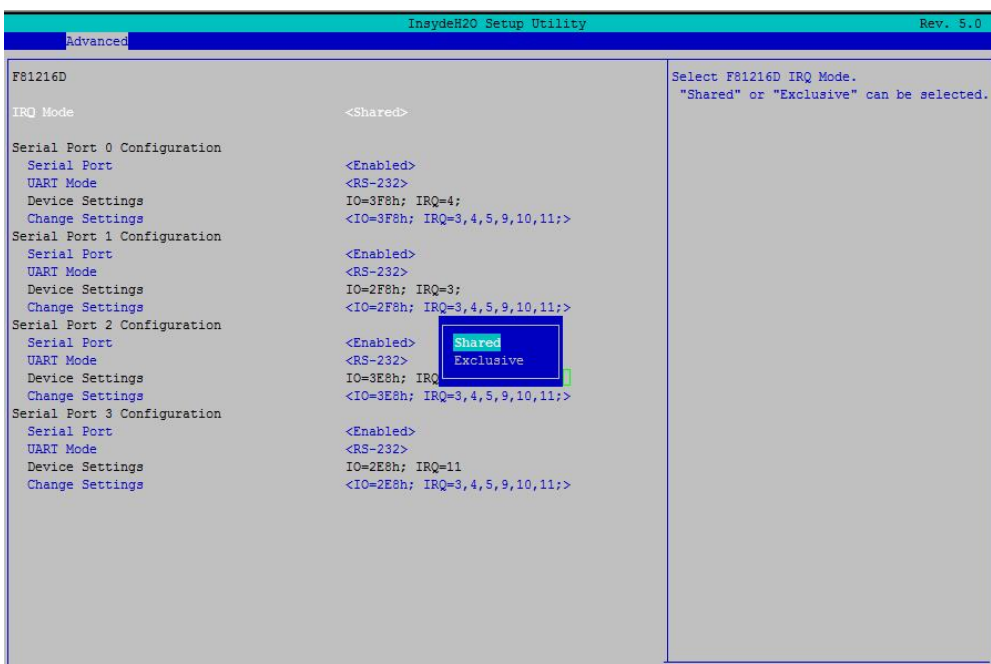 InsydeH2O Setup Utility Rev. 5.0
Advanced
F81216D
Select F81216D IRQ Mode.
"Shared" or "Exclusive" can be selected.
IRQ Mode <Shared>
Serial Port 0 Configuration
Serial Port <Enabled>
UART Mode <RS-232>
Device Settings IO=3F8h; IRQ=4;
Change Settings <IO=3F8h; IRQ=3,4,5,9,10,11;>
Serial Port 1 Configuration
Serial Port <Enabled>
UART Mode <RS-232>
Device Settings IO=2F8h; IRQ=3;
Change Settings <IO=2F8h; IRQ=3,4,5,9,10,11;>
Serial Port 2 Configuration
Serial Port <Enabled>
Shared
UART Mode <RS-232>
Exclusive
Device Settings IO=3E8h; IRQ
Change Settings <IO=3E8h; IRQ=3,4,5,9,10,11;>
Serial Port 3 Configuration
Serial Port <Enabled>
UART Mode <RS-232>
Device Settings IO=2E8h; IRQ=11
Change Settings <IO=2E8h; IRQ=3,4,5,9,10,11;>